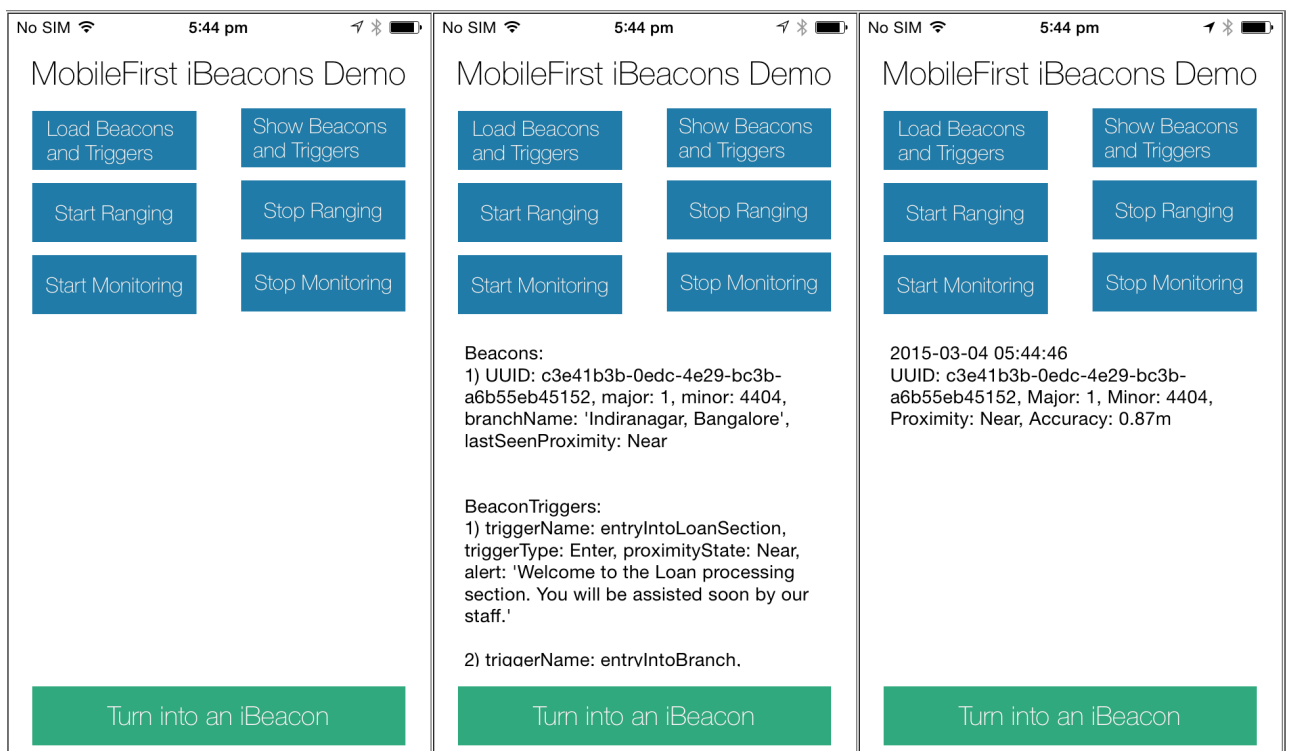 No SIM 5:44 pm
MobileFirst iBeacons Demo
Load Beacons
and Triggers
Show Beacons
and Triggers
Start Ranging
Stop Ranging
Start Monitoring
Stop Monitoring
Turn into an iBeacon
No SIM 5:44 pm
MobileFirst iBeacons Demo
Load Beacons
and Triggers
Show Beacons
and Triggers
Start Ranging
Stop Ranging
Start Monitoring
Stop Monitoring
Beacons:
1) UUID: c3e41b3b-0edc-4e29-bc3b-
a6b55eb45152, major: 1, minor: 4404,
branchName: 'Indiranagar, Bangalore',
lastSeenProximity: Near
BeaconTriggers:
1) triggerName: entryIntoLoanSection,
triggerType: Enter, proximityState: Near,
alert: 'Welcome to the Loan processing
section. You will be assisted soon by our
staff.'
2) triggerName: entryIntoBranch,
Turn into an iBeacon
No SIM 5:44 pm
MobileFirst iBeacons Demo
Load Beacons
and Triggers
Show Beacons
and Triggers
Start Ranging
Stop Ranging
Start Monitoring
Stop Monitoring
2015-03-04 05:44:46
UUID: c3e41b3b-0edc-4e29-bc3b-
a6b55eb45152, Major: 1, Minor: 4404,
Proximity: Near, Accuracy: 0.87m
Turn into an iBeacon